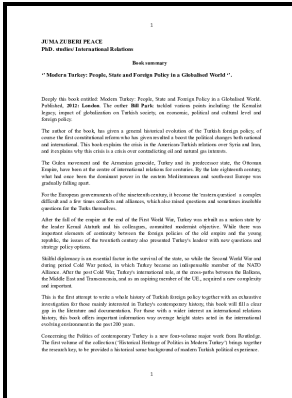 1
JUMA ZUBERI PEACE
PhD. studies/ International Relations
Book summary
‘’ Modern Turkey: People, State and Foreign Policy in a Globalised World ‘’.
Deeply this book entitled: Modern Turkey: People, State and Foreign Policy in a Globalised World.
Published, 2012: London. The author Bill Park; tackled various points including; the Kemalist
legacy, impact of globalization on Turkish society, on economic, political and cultural level and
foreign policy.
The author of the book, has given a general historical evolution of the Turkish foreign policy, of
course the first constitutional reforms who has given resulted a boost the political changes both national
and international. This book explains the crisis in the American-Turkish relations over Syria and Iran,
and it explains why this crisis is a crisis over contradicting oil and natural gas interests.
The Gulen movement and the Armenian genocide, Turkey and its predecessor state, the Ottoman
Empire, have been at the centre of international relations for centuries. By the late eighteenth century,
what had once been the dominant power in the eastern Mediterranean and southeast Europe was
gradually falling apart.
For the European governments of the nineteenth century, it become the 'eastern question' a complex
difficult and a few times conflicts and alliances, which also raised questions and sometimes insoluble
questions for the Turks themselves.
After the fall of the empire at the end of the First World War, Turkey was rebuilt as a nation state by
the leader Kemal Atatürk and his colleagues, committed modernist objective. While there was
important elements of continuity between the foreign policies of the old empire and the young
republic, the issues of the twentieth century also presented Turkey's leaders with new questions and
strategy policy options.
Skilful diplomacy is an essential factor in the survival of the state, so while the Second World War and
during period Cold War period, in which Turkey became an indispensable member of the NATO
Alliance. After the post Cold War, Turkey's international role, at the cross-paths between the Balkans,
the Middle East and Transcaucasia, and as an aspiring member of the UE, acquired a new complexity
and important.
This is the first attempt to write a whole history of Turkish foreign policy together with an exhaustive
investigation for those mainly interested in Turkey's contemporary history, this book will fill a clear
gap in the literature and documentation. For those with a wider interest an international relations
history, this book offers important information way average height states acted in the international
evolving environment in the past 200 years.
Concerning the Politics of contemporary Turkey is a new four-volume major work from Routledge.
The first volume of the collection ('Historical Heritage of Politics in Modern Turkey') brings together
the research key, to be provided a historical sense background of modern Turkish political experience.
1